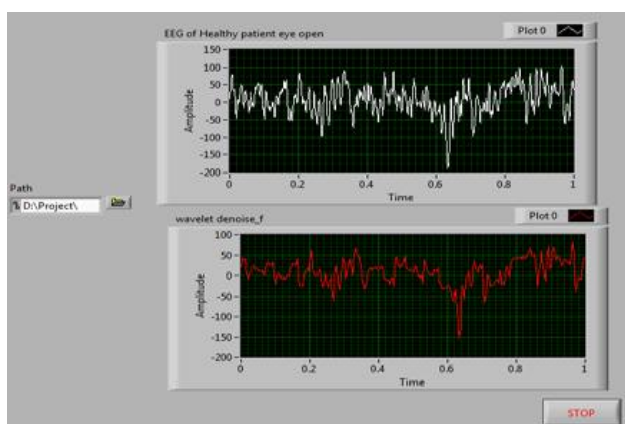 EEG of Healthy patient eye open
Plot 0
150
100
50
0
-50
-100
-150
-200
Amplitude
0
0.2
0.4
0.6
0.8
1
Time
Path
D:\Project\
wavelet denoise_f
Plot 0
100
50
0
-50
-100
-150
-200
Amplitude
0
0.2
0.4
0.6
0.8
1
Time
STOP